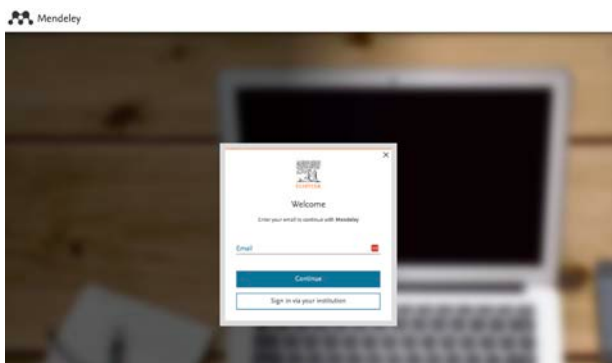 Mendeley
ELSEVIER
Welcome
Enter your email to continue with Mendeley
Email
Continue
Sign in via your institution